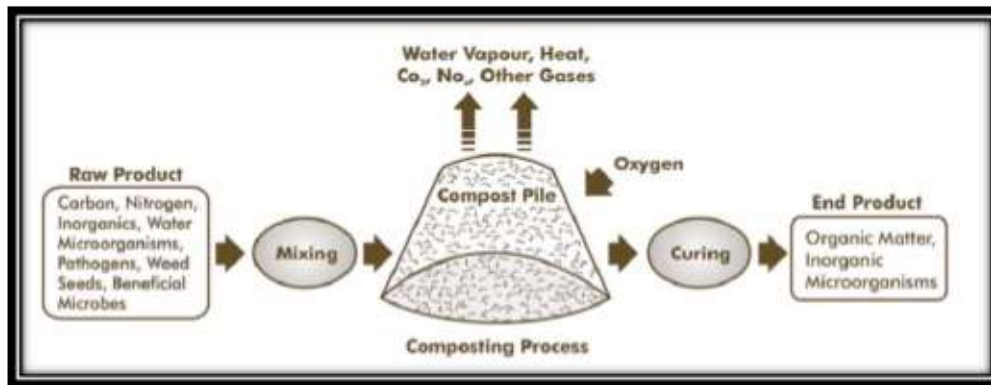 Water Vapour, Heat,
Co₂, Noₓ, Other Gases
Oxygen
Raw Product
Carbon, Nitrogen,
Inorganics, Water
Microorganisms,
Pathogens, Weed
Seeds, Beneficial
Microbes
Mixing
Compost Pile
Curing
End Product
Organic Matter,
Inorganic
Microorganisms
Composting Process